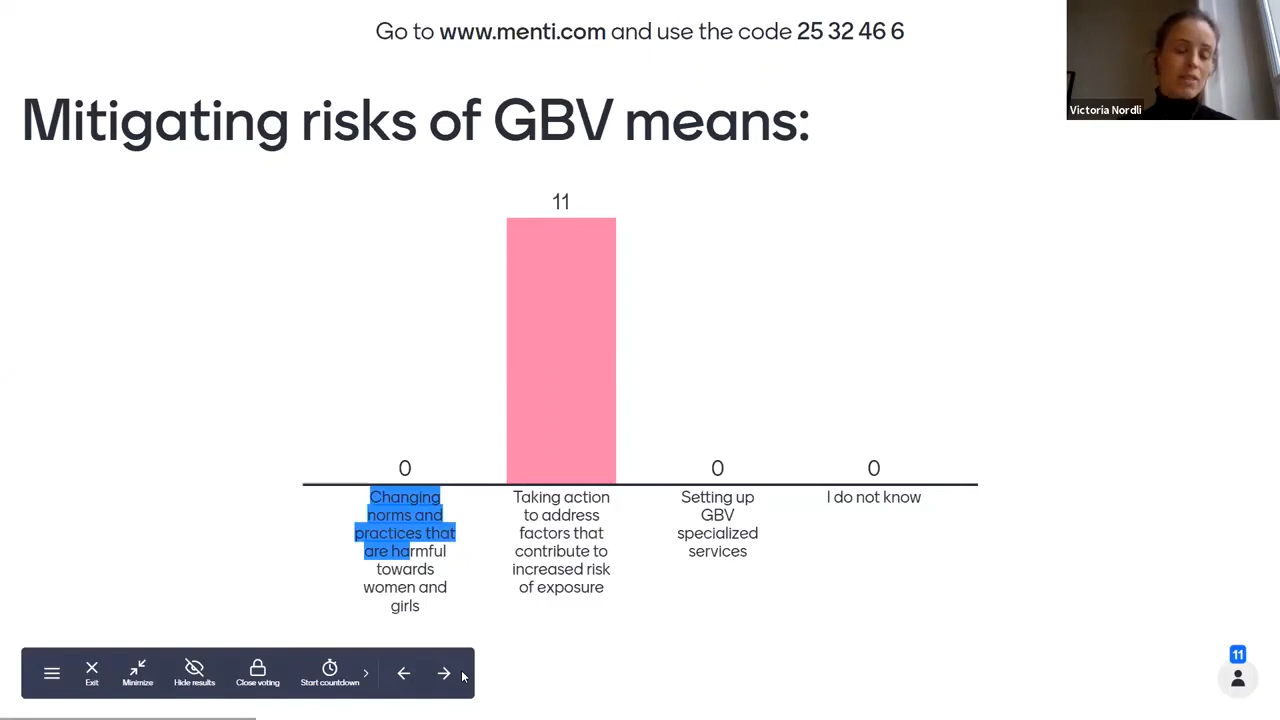 Go to www.menti.com and use the code 25 32 46 6
Victoria Nordli
Mitigating risks of GBV means:
11
0
0
0
Changing
norms and
practices that
are harmful
towards
women and
girls
Taking action
to address
factors that
contribute to
increased risk
of exposure
Setting up
GBV
specialized
services
I do not know
Exit
Minimize
Hide results
Close voting
Start countdown
11